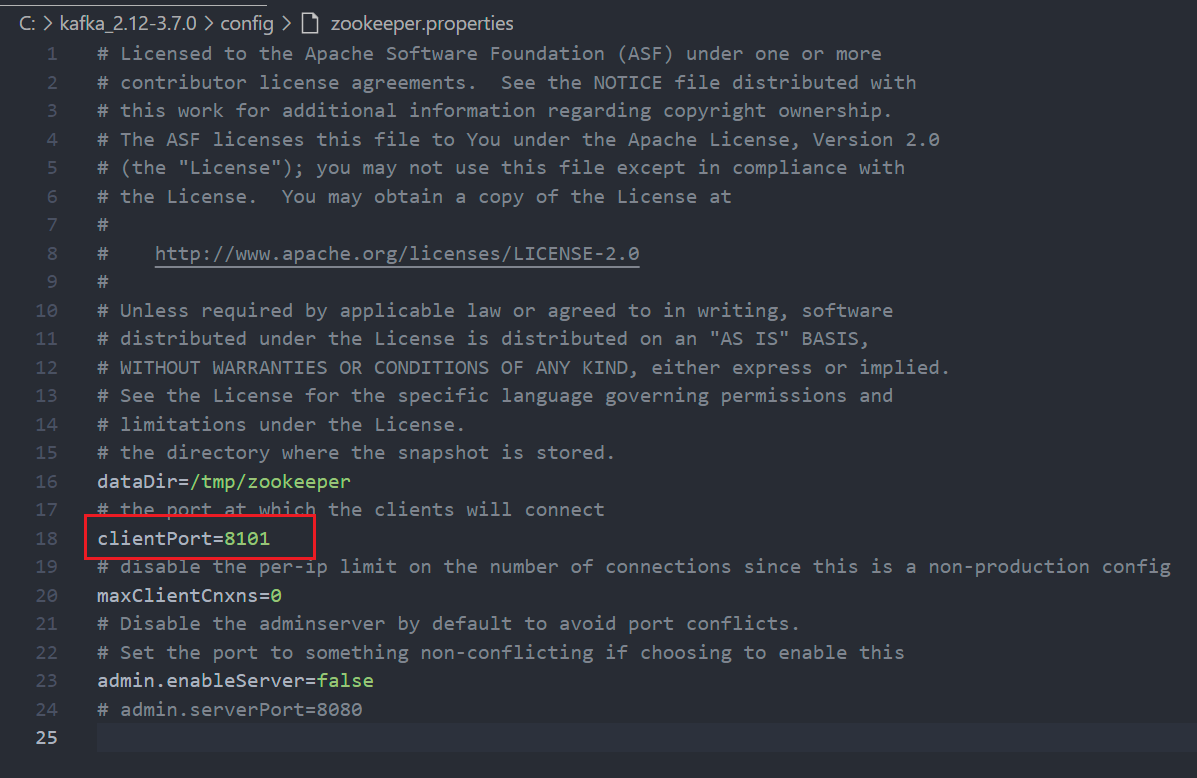 C: > kafka_2.12-3.7.0 > config > zookeeper.properties
1 # Licensed to the Apache Software Foundation (ASF) under one or more
2 # contributor license agreements.  See the NOTICE file distributed with
3 # this work for additional information regarding copyright ownership.
4 # The ASF licenses this file to You under the Apache License, Version 2.0
5 # (the "License"); you may not use this file except in compliance with
6 # the License.  You may obtain a copy of the License at
7 #
8 #    http://www.apache.org/licenses/LICENSE-2.0
9 #
10 # Unless required by applicable law or agreed to in writing, software
11 # distributed under the License is distributed on an "AS IS" BASIS,
12 # WITHOUT WARRANTIES OR CONDITIONS OF ANY KIND, either express or implied.
13 # See the License for the specific language governing permissions and
14 # limitations under the License.
15 # the directory where the snapshot is stored.
16 dataDir=/tmp/zookeeper
17 # the port at which the clients will connect
18 clientPort=8101
19 # disable the per-ip limit on the number of connections since this is a non-production config
20 maxClientCnxns=0
21 # Disable the adminserver by default to avoid port conflicts.
22 # Set the port to something non-conflicting if choosing to enable this
23 admin.enableServer=false
24 # admin.serverPort=8080
25